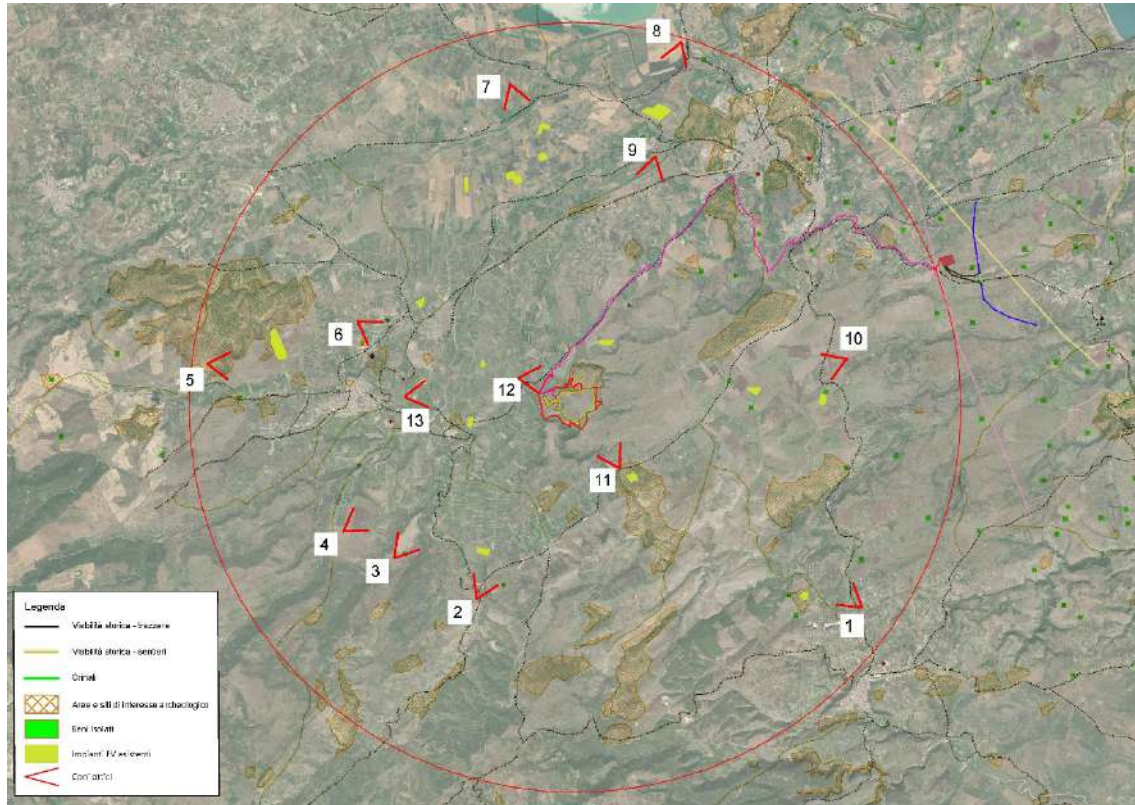 8
7
9
6
10
5
12
13
11
4
3
2
1
Legenda
Viabilità storica - trazzere
Viabilità storica - sentieri
Crinali
Aree e siti di interesse archeologico
Beni isolati
Impianti FV esistenti
Coni ottici